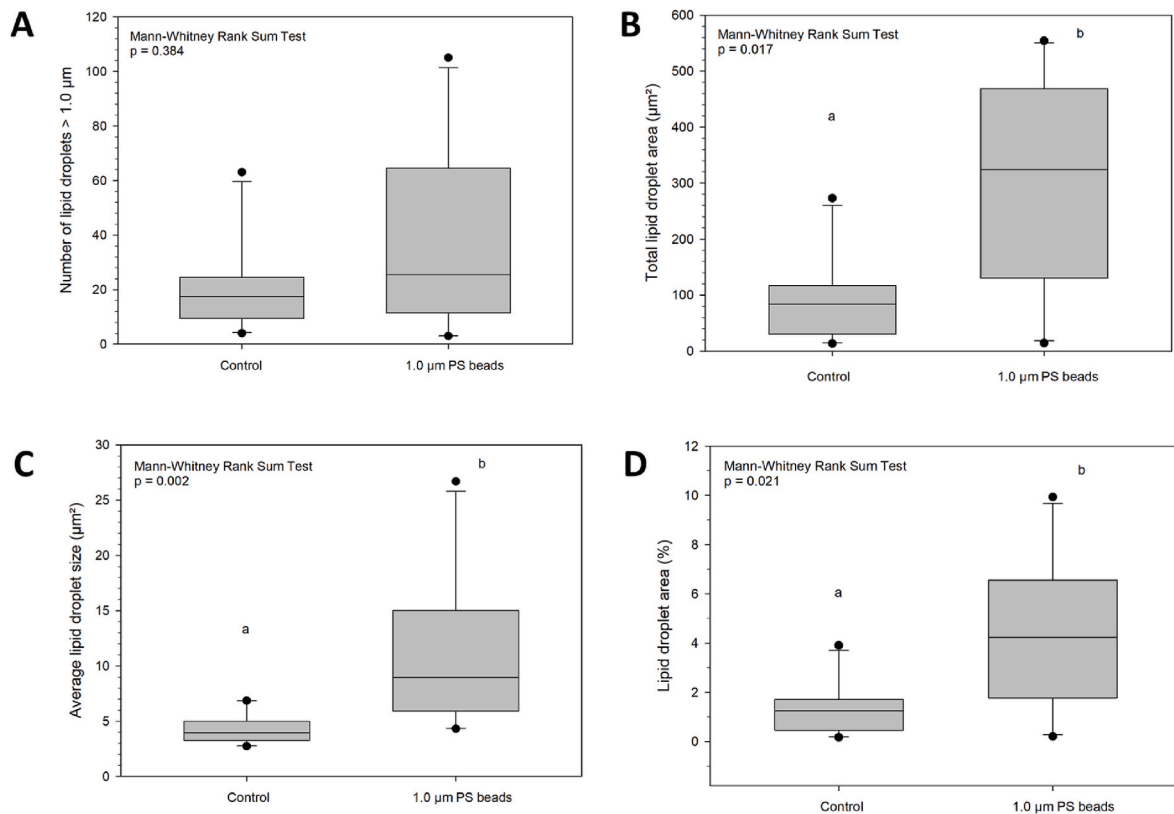 A
Mann-Whitney Rank Sum Test
p = 0.384
Number of lipid droplets > 1.0 µm
120
100
80
60
40
20
0
Control
1.0 µm PS beads
B
Mann-Whitney Rank Sum Test
p = 0.017
Total lipid droplet area (µm²)
600
500
400
300
200
100
0
a
b
Control
1.0 µm PS beads
C
Mann-Whitney Rank Sum Test
p = 0.002
Average lipid droplet size (µm²)
30
25
20
15
10
5
0
a
b
Control
1.0 µm PS beads
D
Mann-Whitney Rank Sum Test
p = 0.021
Lipid droplet area (%)
12
10
8
6
4
2
0
a
b
Control
1.0 µm PS beads